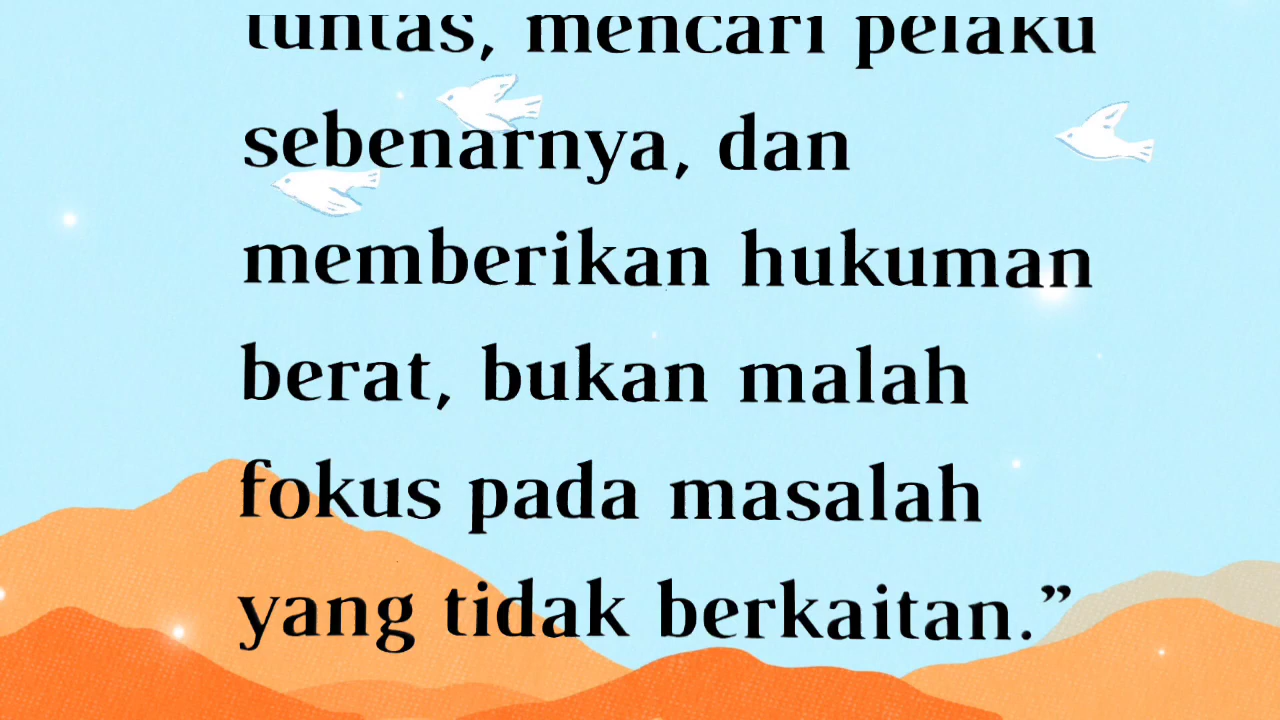 tuntas, mencari pelaku
sebenarnya, dan
memberikan hukuman
berat, bukan malah
fokus pada masalah
yang tidak berkaitan.”